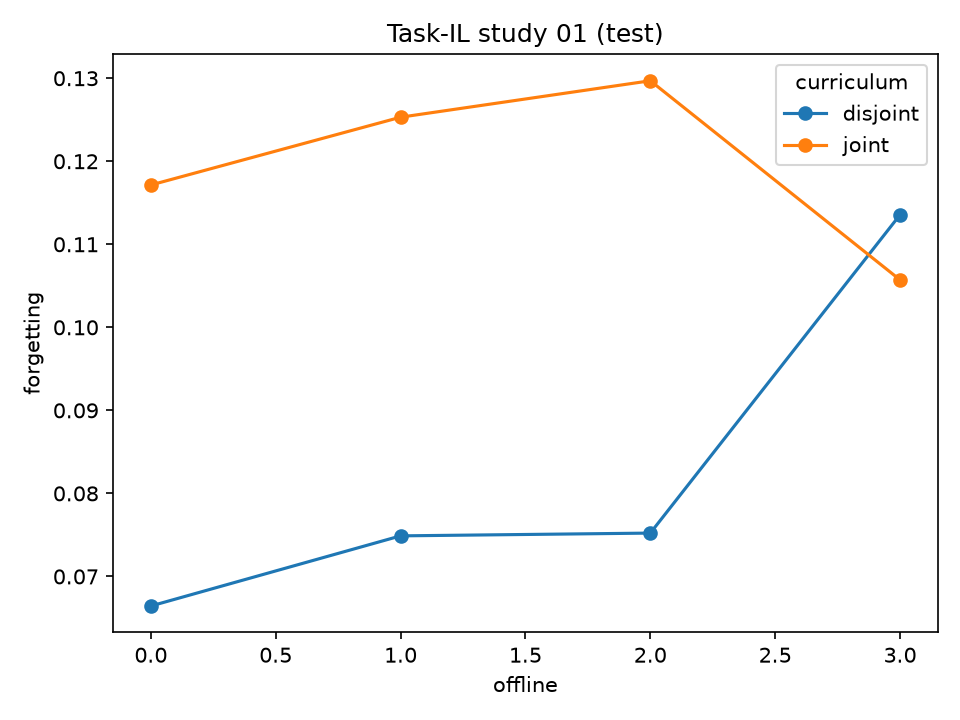 Task-IL study 01 (test)
curriculum
disjoint
joint
forgetting
0.13
0.12
0.11
0.10
0.09
0.08
0.07
0.0 0.5 1.0 1.5 2.0 2.5 3.0
offline